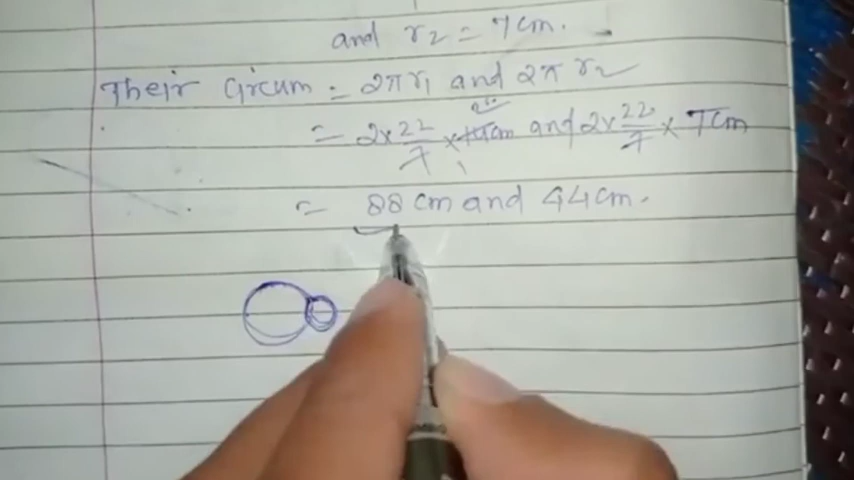 and r₂ = 7cm.
Their Circum = 2πr₁ and 2πr₂
= 2×22/7 ×14cm and 2×22/7 × 7cm
= 88 cm and 44cm.